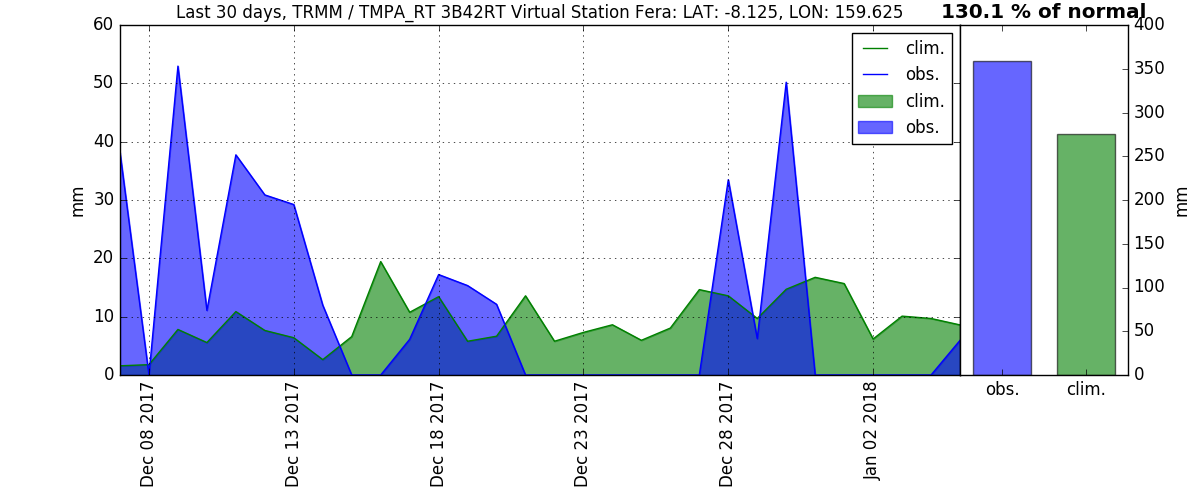 Last 30 days, TRMM / TMPA_RT 3B42RT Virtual Station Fera: LAT: -8.125, LON: 159.625
130.1 % of normal
60
50
40
30
20
10
0
mm
clim.
obs.
clim.
obs.
Dec 08 2017
Dec 13 2017
Dec 18 2017
Dec 23 2017
Dec 28 2017
Jan 02 2018
400
350
300
250
200
150
100
50
0
mm
obs.
clim.